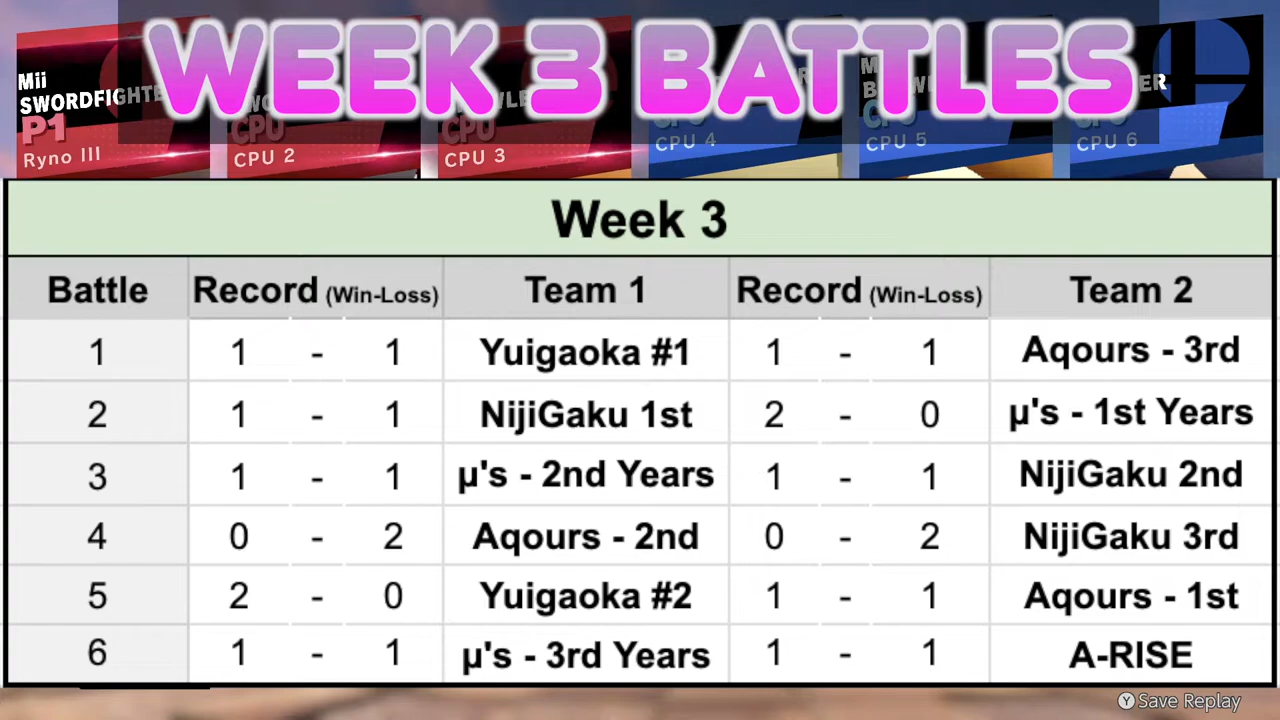 WEEK 3 BATTLES
Mii
SWORDFIGHTE
P1
Ryno III
CPU
CPU 2
CPU
CPU 3
CPU 4
CPU 5
CPU 6
Week 3
Battle Record (Win-Loss) Team 1 Record (Win-Loss) Team 2
1 1 - 1 Yuigaoka #1 1 - 1 Aqours - 3rd
2 1 - 1 NijiGaku 1st 2 - 0 µ's - 1st Years
3 1 - 1 µ's - 2nd Years 1 - 1 NijiGaku 2nd
4 0 - 2 Aqours - 2nd 0 - 2 NijiGaku 3rd
5 2 - 0 Yuigaoka #2 1 - 1 Aqours - 1st
6 1 - 1 µ's - 3rd Years 1 - 1 A-RISE
Y Save Replay